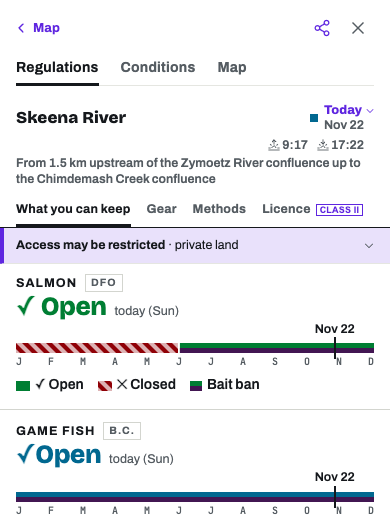 Map
Regulations Conditions Map
Skeena River
Today
Nov 22
9:17 17:22
From 1.5 km upstream of the Zymoetz River confluence up to
the Chimdemash Creek confluence
What you can keep Gear Methods Licence CLASS II
Access may be restricted · private land
SALMON DFO
✓ Open today (Sun)
Nov 22
J F M A M J J A S O N D
✓ Open ✕ Closed Bait ban
GAME FISH B.C.
✓ Open today (Sun)
Nov 22
J F M A M J J A S O N D